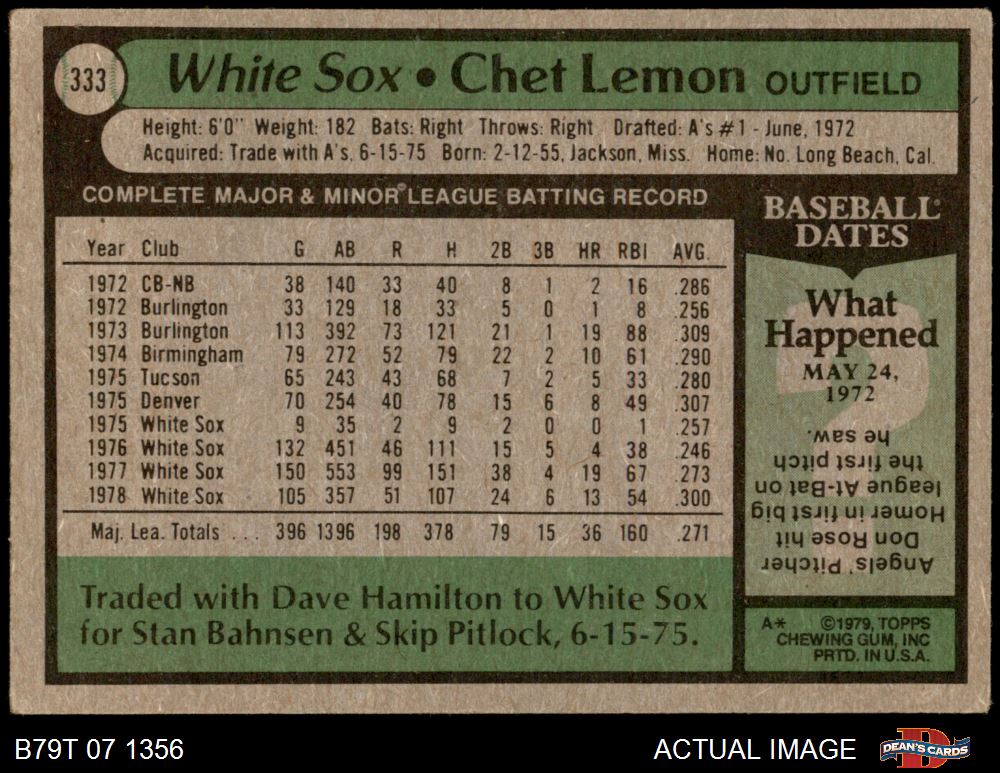 333
White Sox • Chet Lemon OUTFIELD
Height: 6'0" Weight: 182 Bats: Right Throws: Right Drafted: A's #1 - June, 1972
Acquired: Trade with A's, 6-15-75 Born: 2-12-55, Jackson, Miss. Home: No. Long Beach, Cal.
COMPLETE MAJOR & MINOR LEAGUE BATTING RECORD
Year Club G AB R H 2B 3B HR RBI AVG.
1972 CB-NB 38 140 33 40 8 1 2 16 .286
1972 Burlington 33 129 18 33 5 0 1 8 .256
1973 Burlington 113 392 73 121 21 1 19 88 .309
1974 Birmingham 79 272 52 79 22 2 10 61 .290
1975 Tucson 65 243 43 68 7 2 5 33 .280
1975 Denver 70 254 40 78 15 6 8 49 .307
1975 White Sox 9 35 2 9 2 0 0 1 .257
1976 White Sox 132 451 46 111 15 5 4 38 .246
1977 White Sox 150 553 99 151 38 4 19 67 .273
1978 White Sox 105 357 51 107 24 6 13 54 .300
Maj. Lea. Totals ... 396 1396 198 378 79 15 36 160 .271
Traded with Dave Hamilton to White Sox
for Stan Bahnsen & Skip Pitlock, 6-15-75.
BASEBALL
DATES
What
Happened
MAY 24,
1972
Angels' Pitcher
Don Rose hit
Homer in first big
league At-Bat on
the first pitch
he saw.
A* ©1979, TOPPS
CHEWING GUM, INC
PRTD. IN U.S.A.
B79T 07 1356
ACTUAL IMAGE
DEAN'S CARDS